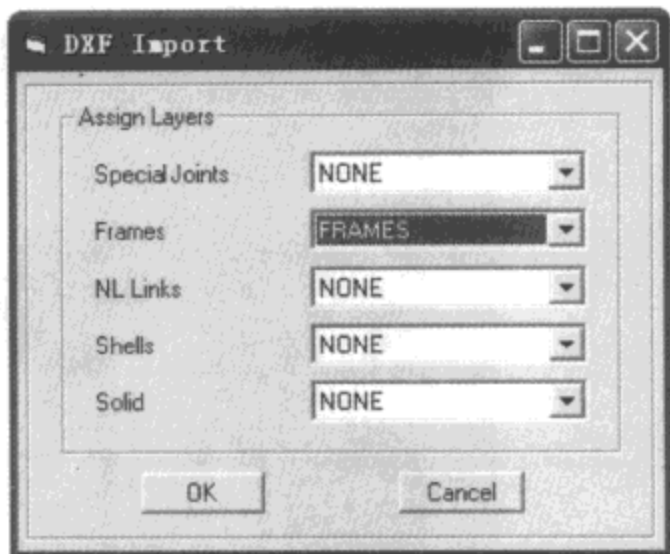 DXF Import
Assign Layers
Special Joints NONE
Frames FRAMES
NL Links NONE
Shells NONE
Solid NONE
OK Cancel